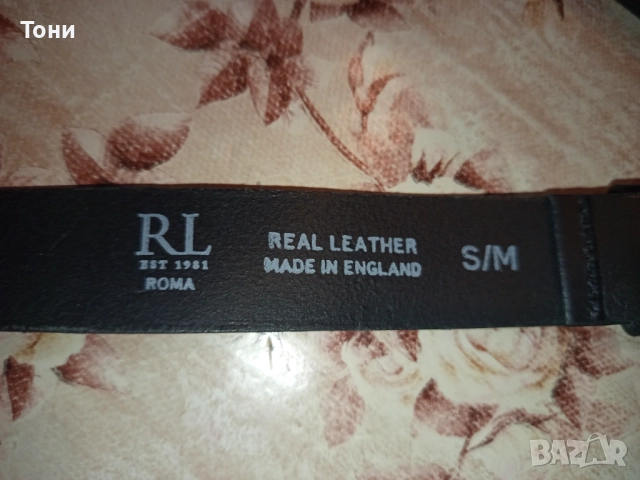 Тони
RL
EST 1981
ROMA
REAL LEATHER
MADE IN ENGLAND
S/M
BAZAR